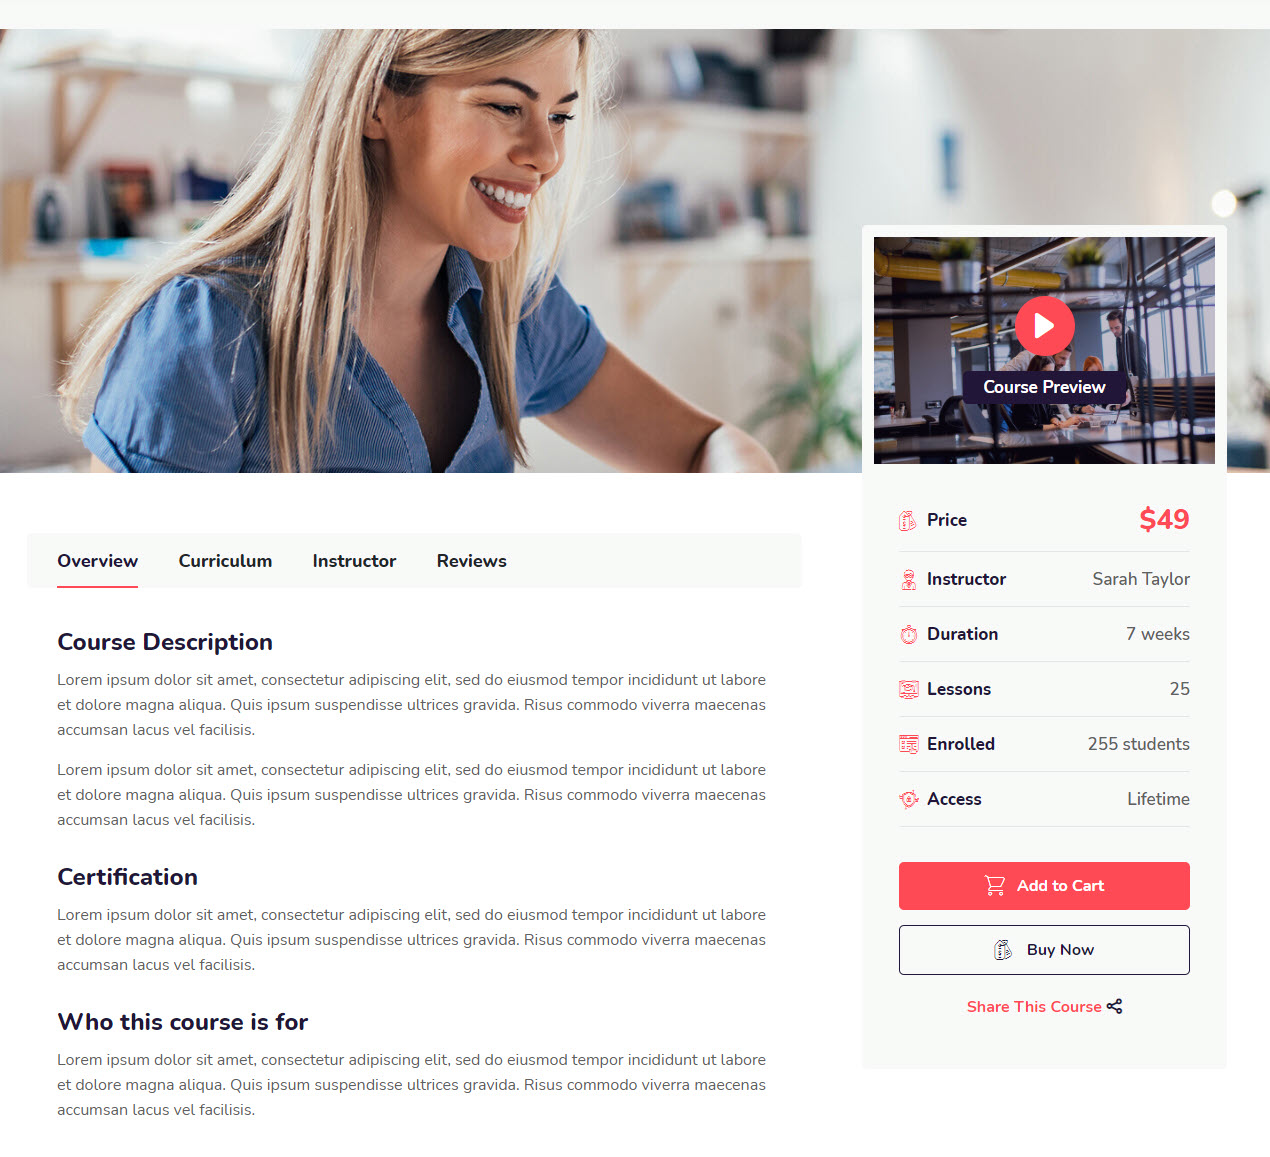 Course Preview
Price $49
Instructor Sarah Taylor
Duration 7 weeks
Lessons 25
Enrolled 255 students
Access Lifetime
Add to Cart
Buy Now
Share This Course
Overview Curriculum Instructor Reviews
Course Description
Lorem ipsum dolor sit amet, consectetur adipiscing elit, sed do eiusmod tempor incididunt ut labore
et dolore magna aliqua. Quis ipsum suspendisse ultrices gravida. Risus commodo viverra maecenas
accumsan lacus vel facilisis.
Lorem ipsum dolor sit amet, consectetur adipiscing elit, sed do eiusmod tempor incididunt ut labore
et dolore magna aliqua. Quis ipsum suspendisse ultrices gravida. Risus commodo viverra maecenas
accumsan lacus vel facilisis.
Certification
Lorem ipsum dolor sit amet, consectetur adipiscing elit, sed do eiusmod tempor incididunt ut labore
et dolore magna aliqua. Quis ipsum suspendisse ultrices gravida. Risus commodo viverra maecenas
accumsan lacus vel facilisis.
Who this course is for
Lorem ipsum dolor sit amet, consectetur adipiscing elit, sed do eiusmod tempor incididunt ut labore
et dolore magna aliqua. Quis ipsum suspendisse ultrices gravida. Risus commodo viverra maecenas
accumsan lacus vel facilisis.